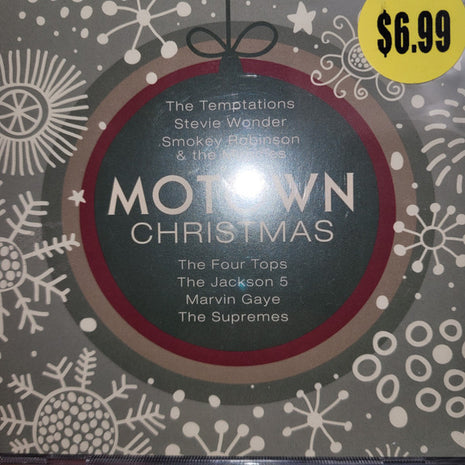 $6.99
The Temptations
Stevie Wonder
Smokey Robinson
& the
MOTOWN
CHRISTMAS
The Four Tops
The Jackson 5
Marvin Gaye
The Supremes